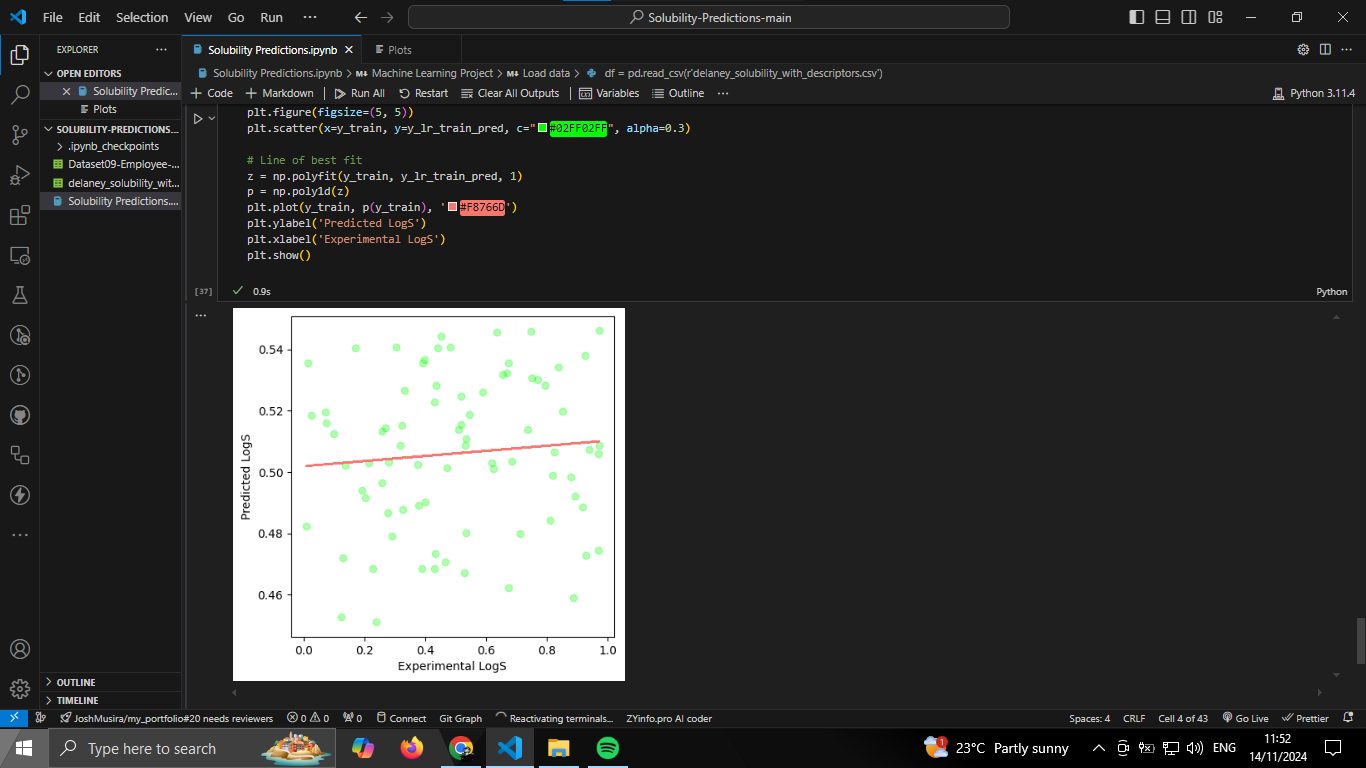 File Edit Selection View Go Run ··· Solubility-Predictions-main
EXPLORER ···
OPEN EDITORS
Solubility Predic...
Plots
SOLUBILITY-PREDICTIONS...
.ipynb_checkpoints
Dataset09-Employee-...
delaney_solubility_wit...
Solubility Predictions....
OUTLINE
TIMELINE
Solubility Predictions.ipynb Plots
Solubility Predictions.ipynb > M↓ Machine Learning Project > M↓ Load data > df = pd.read_csv(r'delaney_solubility_with_descriptors.csv')
+ Code + Markdown Run All Restart Clear All Outputs Variables Outline ··· Python 3.11.4
plt.figure(figsize=(5, 5))
plt.scatter(x=y_train, y=y_lr_train_pred, c="#02FF02FF", alpha=0.3)
# Line of best fit
z = np.polyfit(y_train, y_lr_train_pred, 1)
p = np.poly1d(z)
plt.plot(y_train, p(y_train), '#F8766D')
plt.ylabel('Predicted LogS')
plt.xlabel('Experimental LogS')
plt.show()
[37] 0.9s Python
···
Predicted LogS
0.54
0.52
0.50
0.48
0.46
0.0 0.2 0.4 0.6 0.8 1.0
Experimental LogS
JoshMusira/my_portfolio#20 needs reviewers 0 0 0 Connect Git Graph Reactivating terminals... ZYinfo.pro AI coder Spaces: 4 CRLF Cell 4 of 43 Go Live Prettier
Type here to search 1 23°C Partly sunny ENG 11:52
14/11/2024